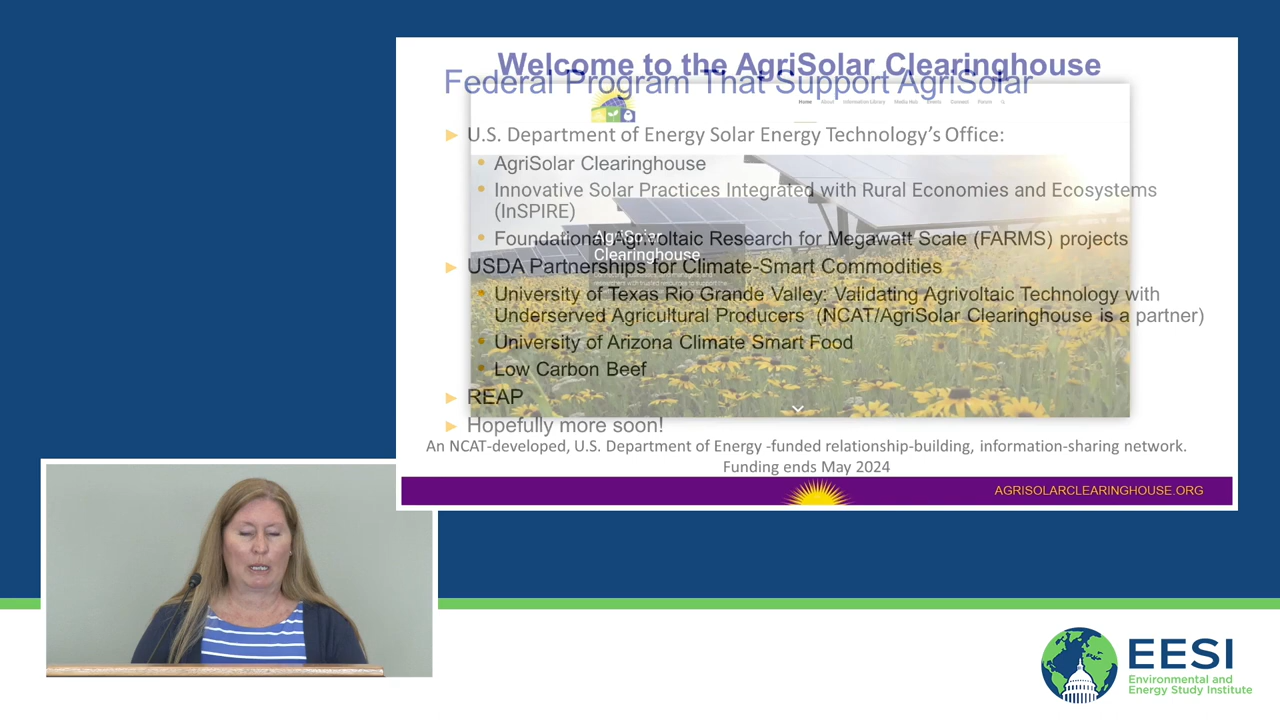 Welcome to the AgriSolar Clearinghouse
Federal Program That Support AgriSolar
Home About Information Library Media Hub Events Connect Forum
U.S. Department of Energy Solar Energy Technology's Office:
AgriSolar Clearinghouse
Innovative Solar Practices Integrated with Rural Economies and Ecosystems
(InSPIRE)
Foundational Agrivoltaic Research for Megawatt Scale (FARMS) projects
AgriSolar
Clearinghouse
USDA Partnerships for Climate-Smart Commodities
University of Texas Rio Grande Valley: Validating Agrivoltaic Technology with
Underserved Agricultural Producers (NCAT/AgriSolar Clearinghouse is a partner)
University of Arizona Climate Smart Food
Low Carbon Beef
REAP
Hopefully more soon!
An NCAT-developed, U.S. Department of Energy -funded relationship-building, information-sharing network.
Funding ends May 2024
AGRISOLARCLEARINGHOUSE.ORG
EESI
Environmental and
Energy Study Institute